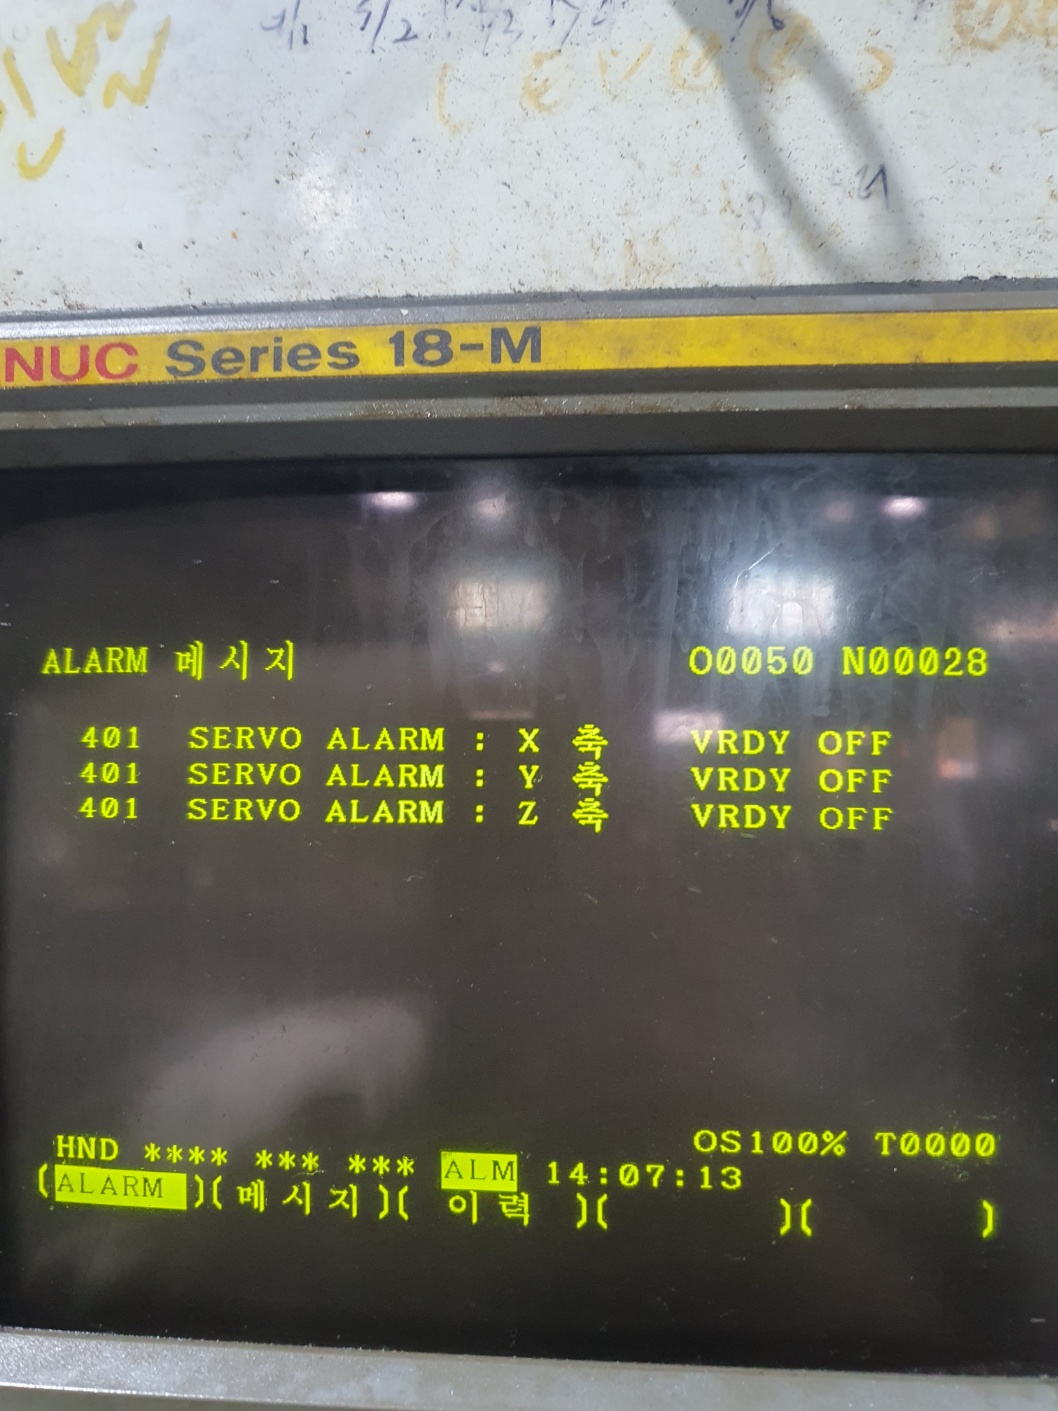 NUC Series 18-M
ALARM 메시지 O0050 N00028
401 SERVO ALARM : X 축 VRDY OFF
401 SERVO ALARM : Y 축 VRDY OFF
401 SERVO ALARM : Z 축 VRDY OFF
OS100% T0000
HND **** *** *** ALM 14:07:13
(ALARM )( 메시지 )( 이력 )( )( )